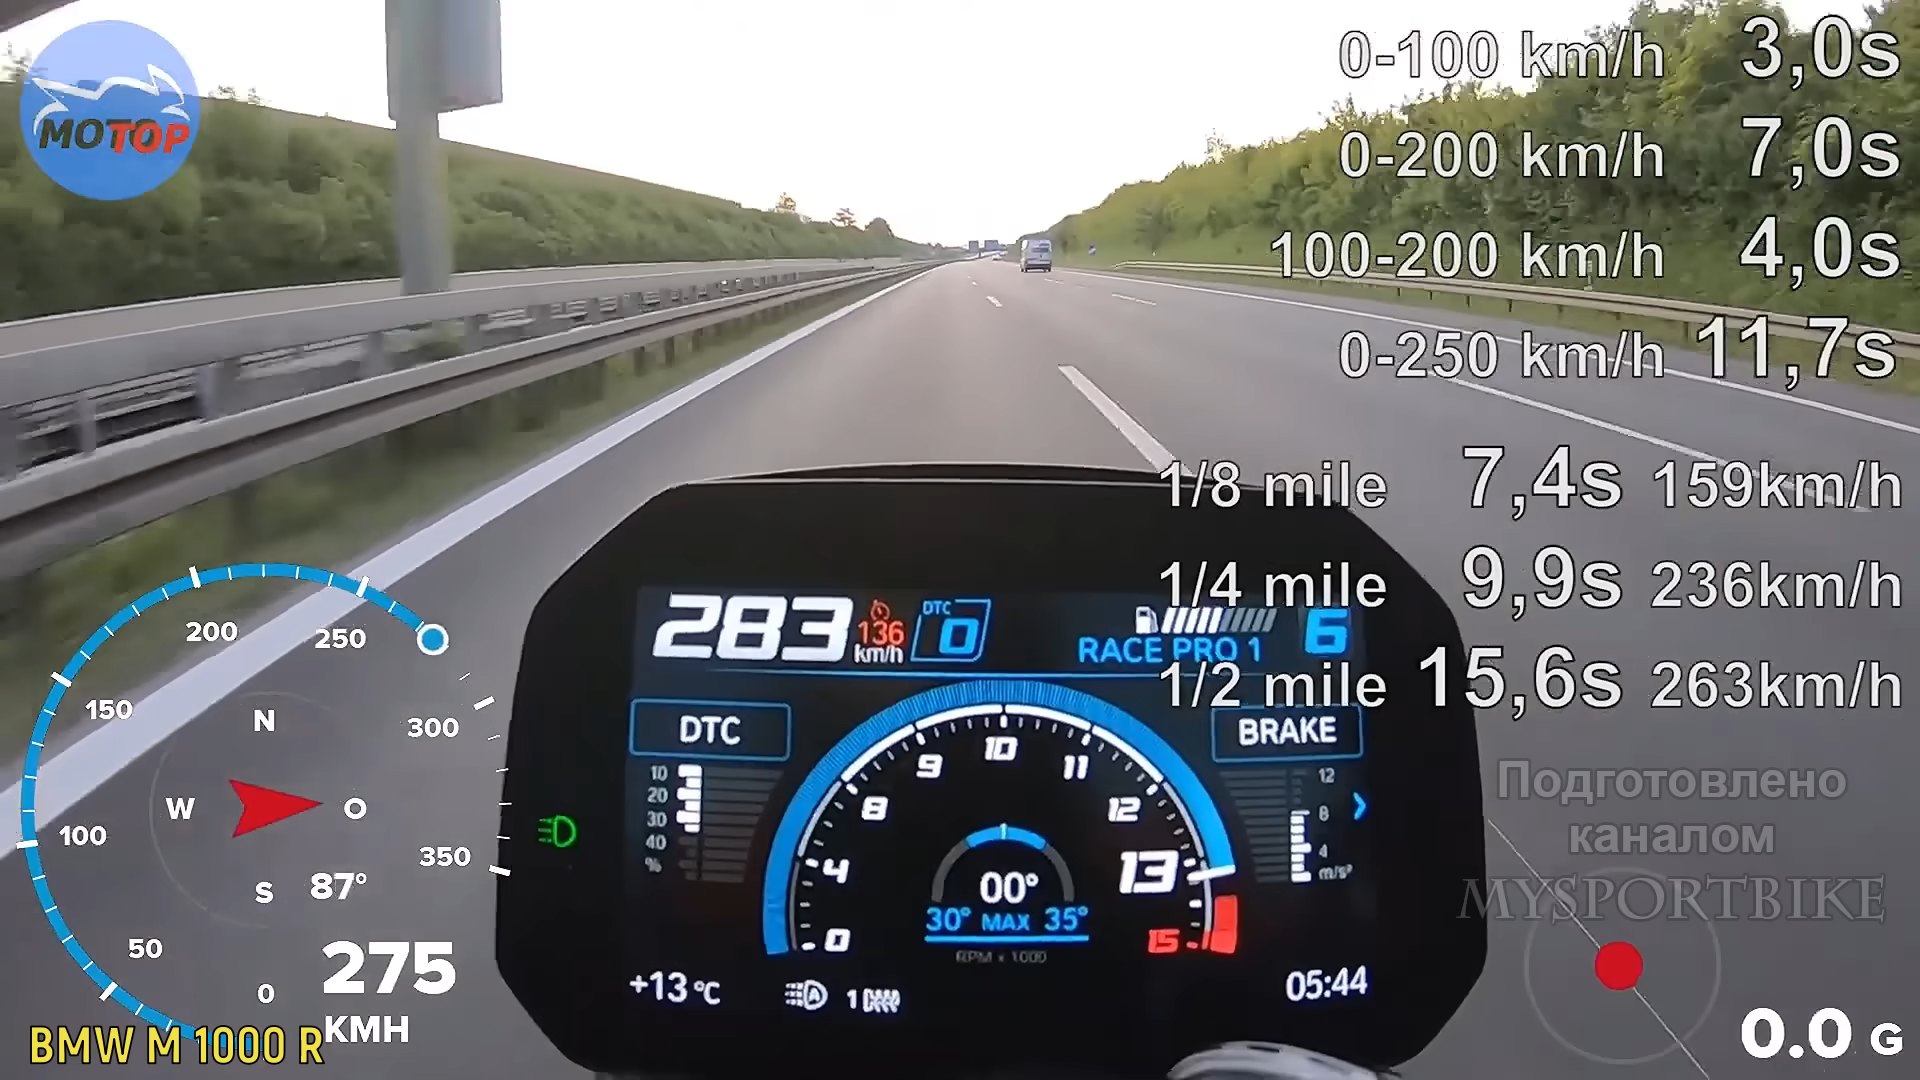 MOTOP
0-100 km/h 3,0s
0-200 km/h 7,0s
100-200 km/h 4,0s
0-250 km/h 11,7s
1/8 mile 7,4s 159km/h
1/4 mile 9,9s 236km/h
1/2 mile 15,6s 263km/h
283 km/h 136 DTC 0
RACE PRO 1 6
DTC
10
20
30
40
%
BRAKE
12
8
4
m/s²
0 4 8 9 10 11 12 13 15
00°
30° MAX 35°
RPM x 1000
+13°C
A
1
05:44
0 50 100 150 200 250 300 350
N
W O
S 87°
275
KMH
BMW M 1000 R
Подготовлено
каналом
MYSPORTBIKE
0.0 G